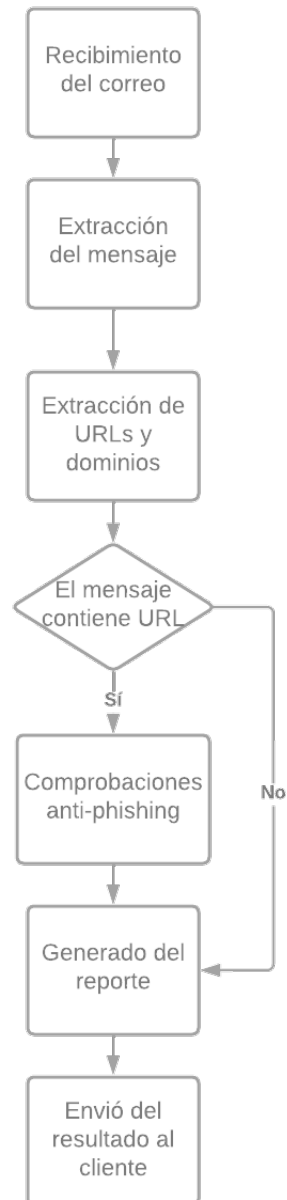 Recibimiento
del correo
Extracción
del mensaje
Extracción de
URLs y
dominios
El mensaje
contiene URL
Sí
Comprobaciones
anti-phishing
No
Generado del
reporte
Envió del
resultado al
cliente